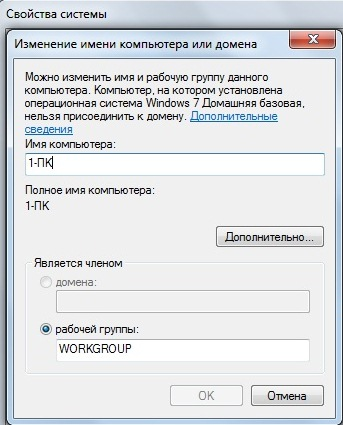 Свойства системы
Изменение имени компьютера или домена
Можно изменить имя и рабочую группу данного
компьютера. Компьютер, на котором установлена
операционная система Windows 7 Домашняя базовая,
нельзя присоединить к домену. Дополнительные
сведения
Имя компьютера:
1-ПК
Полное имя компьютера:
1-ПК
Дополнительно...
Является членом
домена:
рабочей группы:
WORKGROUP
OK
Отмена